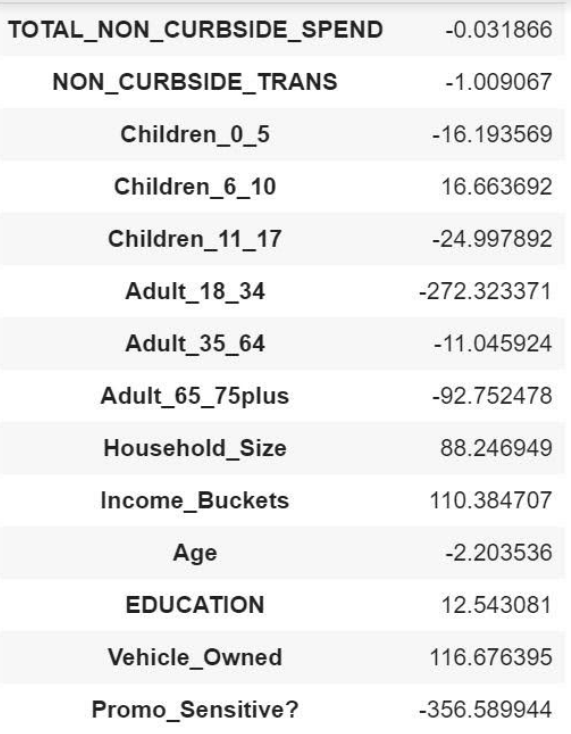 TOTAL_NON_CURBSIDE_SPEND -0.031866
NON_CURBSIDE_TRANS -1.009067
Children_0_5 -16.193569
Children_6_10 16.663692
Children_11_17 -24.997892
Adult_18_34 -272.323371
Adult_35_64 -11.045924
Adult_65_75plus -92.752478
Household_Size 88.246949
Income_Buckets 110.384707
Age -2.203536
EDUCATION 12.543081
Vehicle_Owned 116.676395
Promo_Sensitive? -356.589944